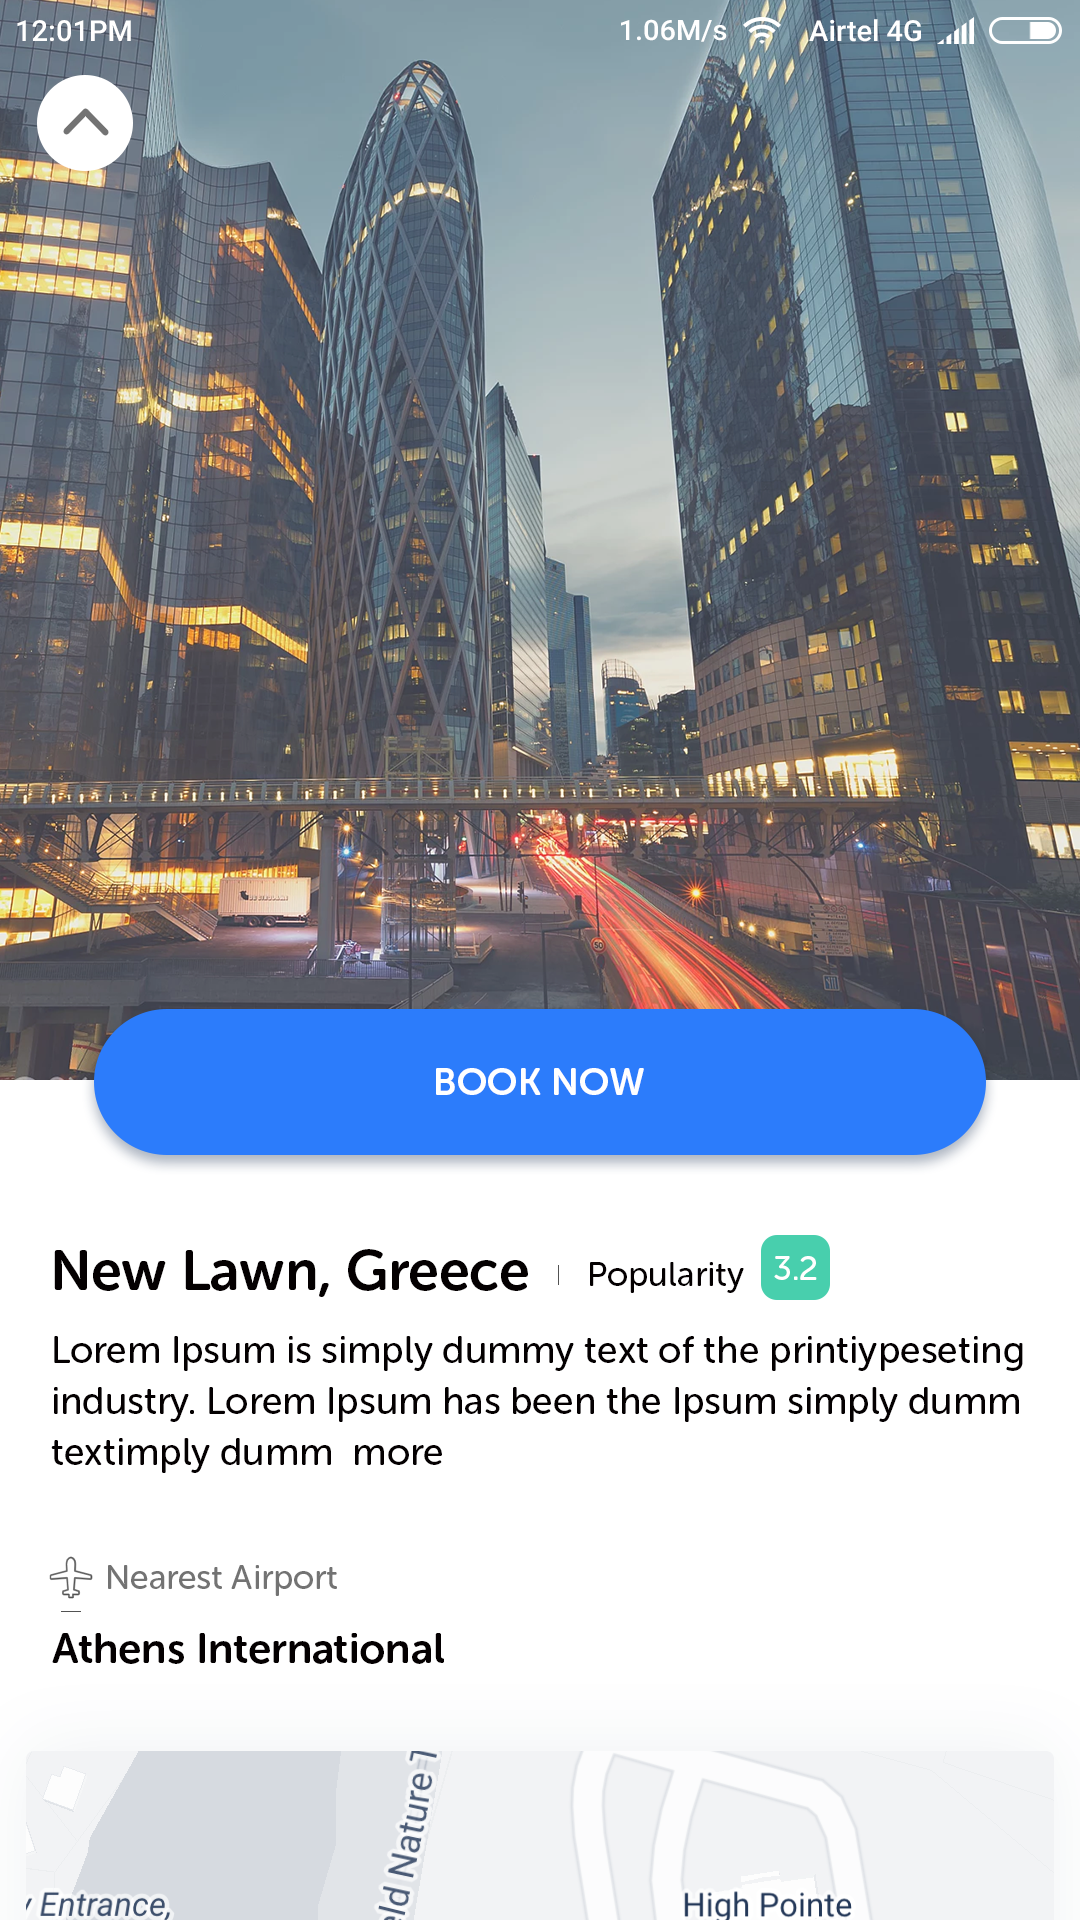 12:01PM 1.06M/s Airtel 4G
BOOK NOW
New Lawn, Greece Popularity 3.2
Lorem Ipsum is simply dummy text of the printiypeseting
industry. Lorem Ipsum has been the Ipsum simply dumm
textimply dumm  more
Nearest Airport
Athens International
Nature
Entrance,
High Pointe